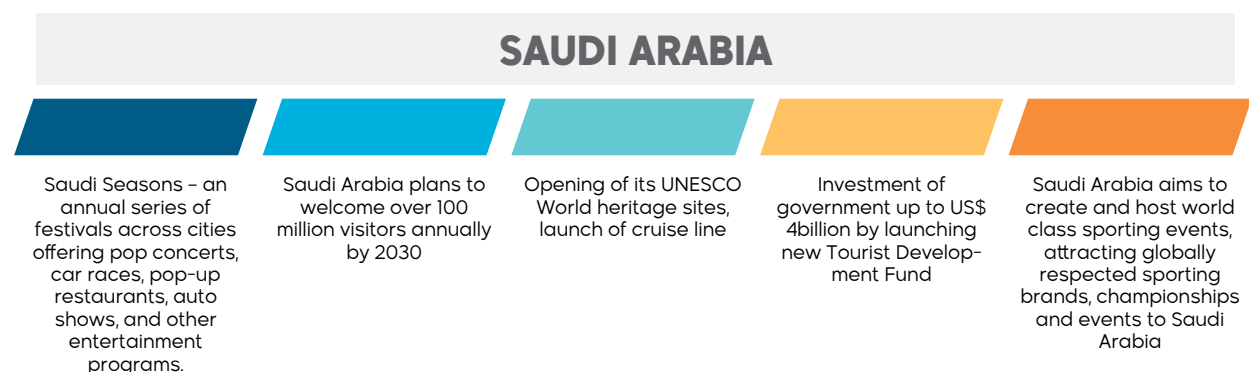 SAUDI ARABIA
Saudi Seasons – an
annual series of
festivals across cities
offering pop concerts,
car races, pop-up
restaurants, auto
shows, and other
entertainment
programs.
Saudi Arabia plans to
welcome over 100
million visitors annually
by 2030
Opening of its UNESCO
World heritage sites,
launch of cruise line
Investment of
government up to US$
4billion by launching
new Tourist Develop-
ment Fund
Saudi Arabia aims to
create and host world
class sporting events,
attracting globally
respected sporting
brands, championships
and events to Saudi
Arabia